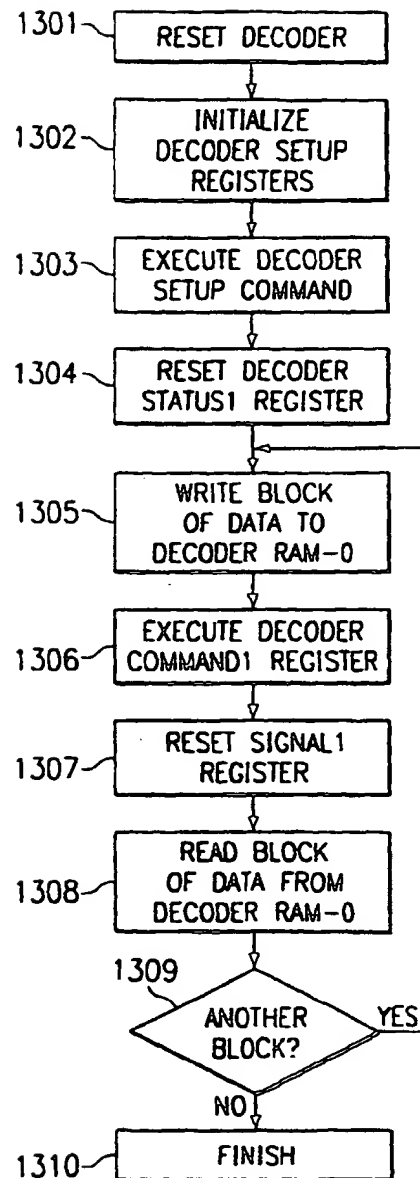 1301
RESET DECODER
1302
INITIALIZE
DECODER SETUP
REGISTERS
1303
EXECUTE DECODER
SETUP COMMAND
1304
RESET DECODER
STATUS1 REGISTER
1305
WRITE BLOCK
OF DATA TO
DECODER RAM-0
1306
EXECUTE DECODER
COMMAND1 REGISTER
1307
RESET SIGNAL1
REGISTER
1308
READ BLOCK
OF DATA FROM
DECODER RAM-0
1309
ANOTHER
BLOCK?
YES
NO
1310
FINISH